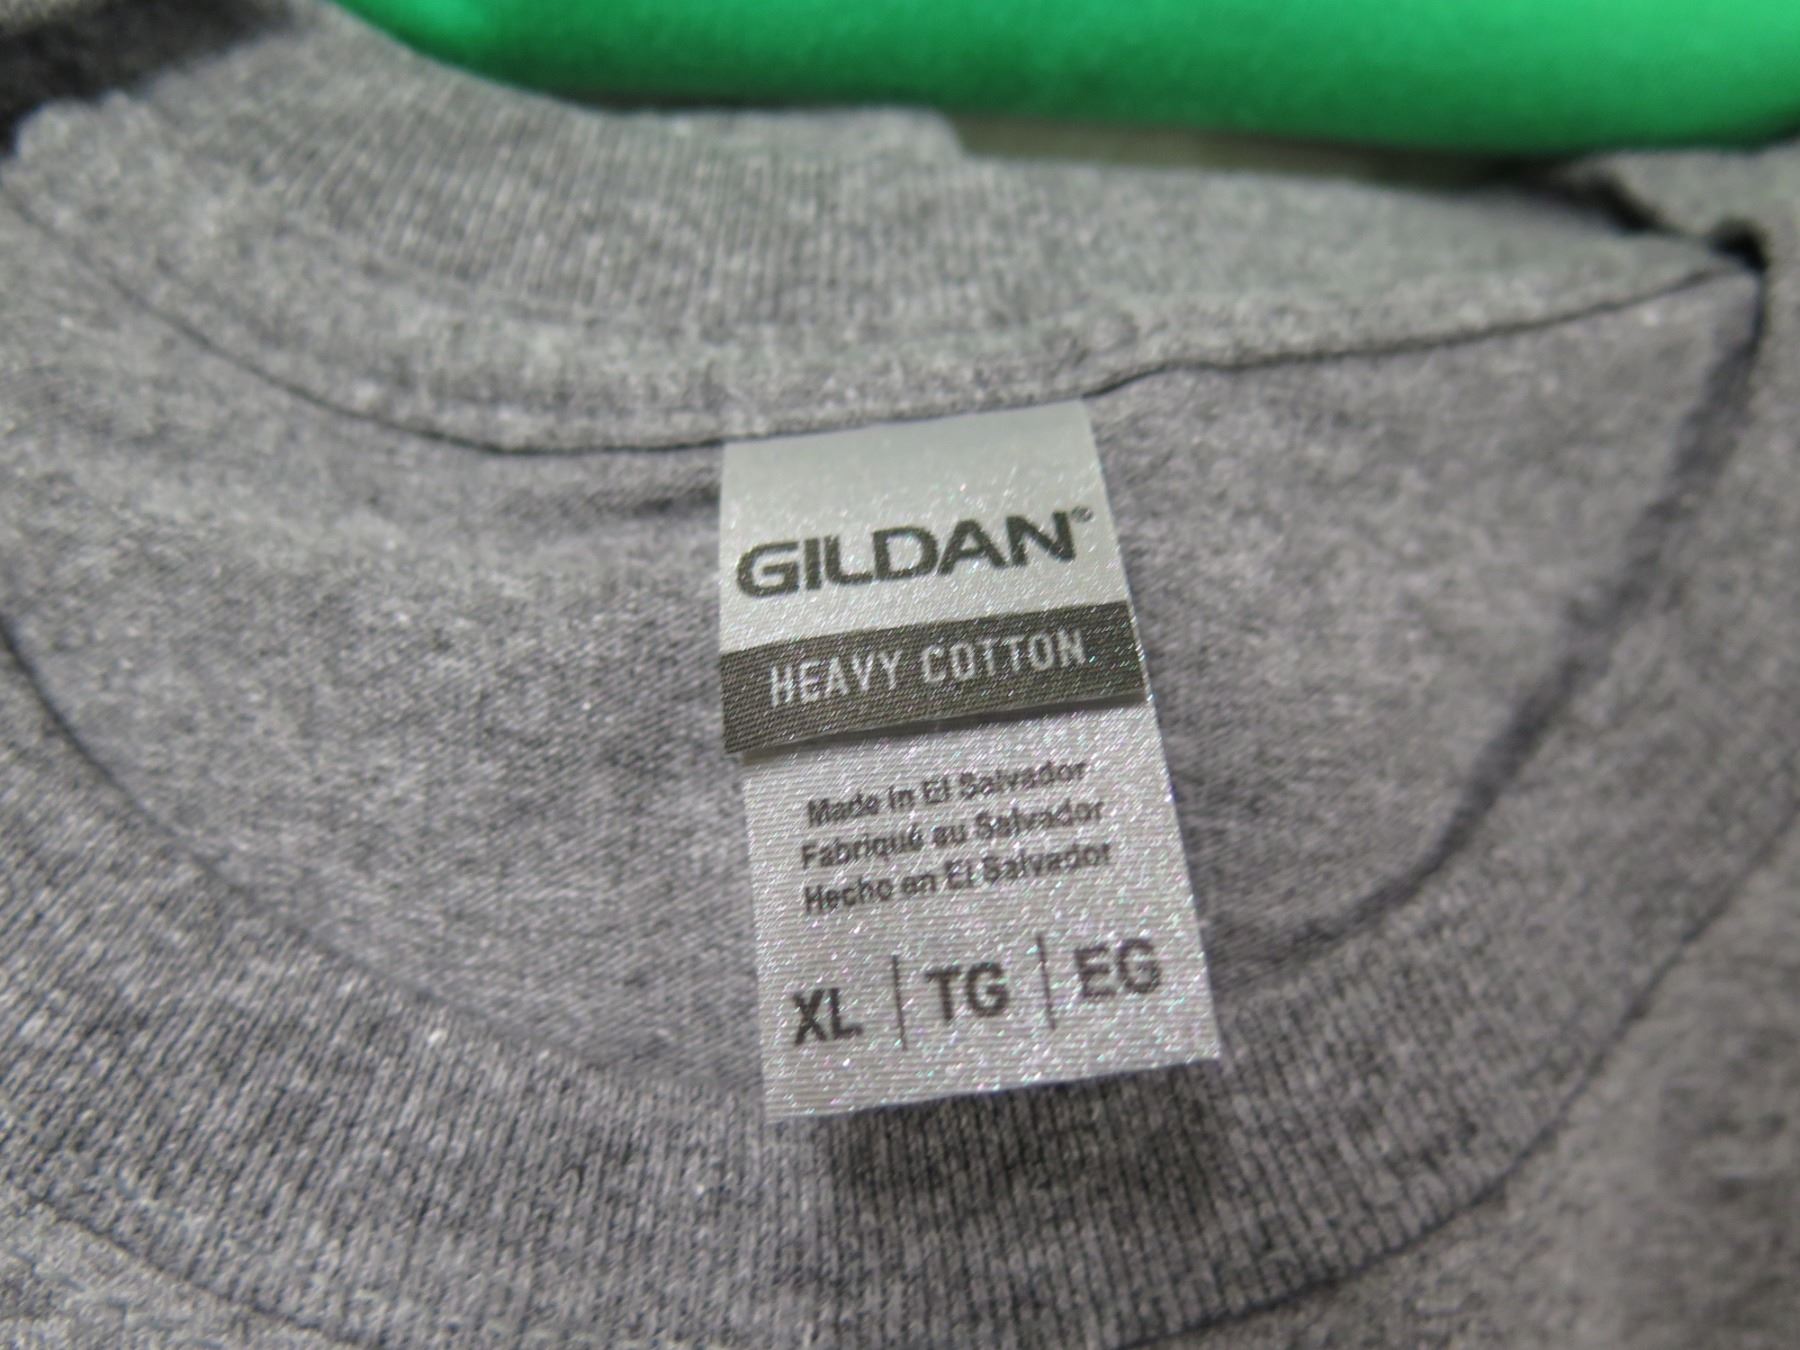 GILDAN®
HEAVY COTTON
Made in El Salvador
Fabriqué au Salvador
Hecho en El Salvador
XL | TG | EG